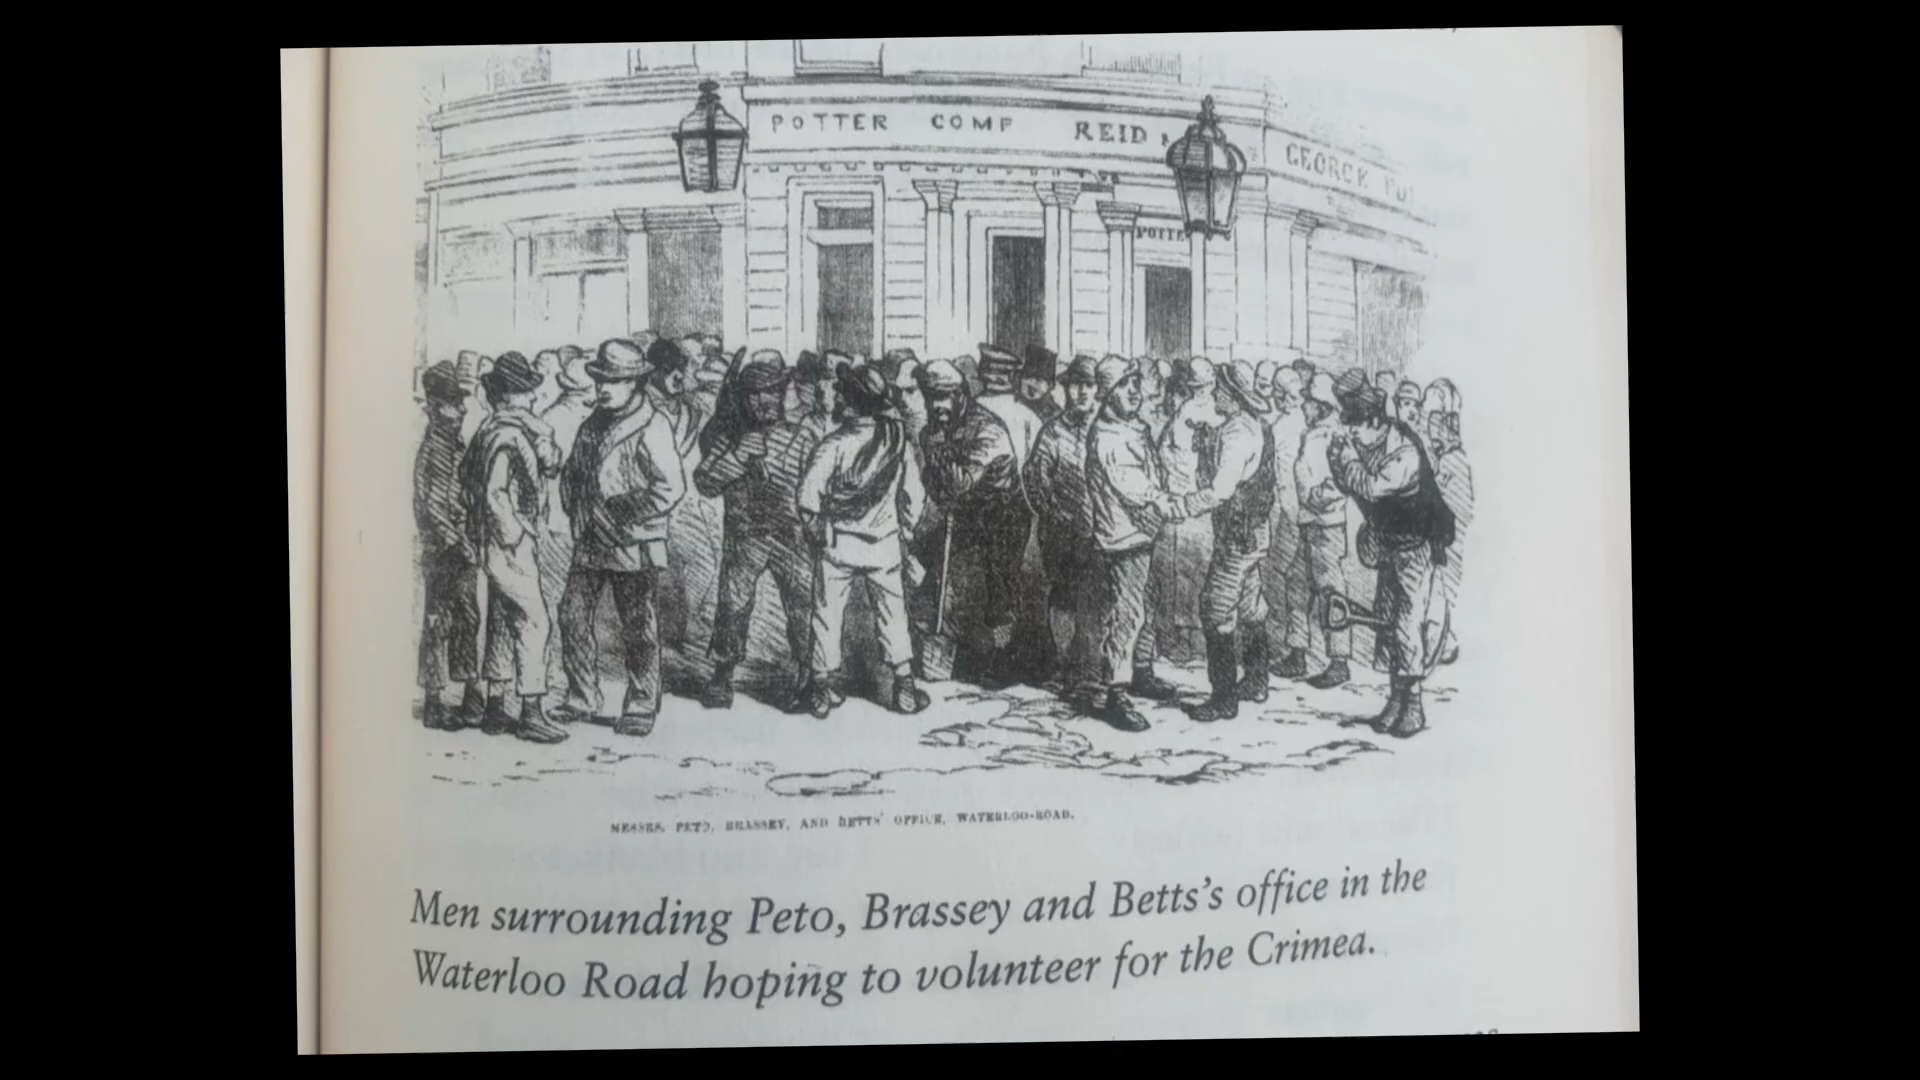 POTTER COMP REID &
GEORGE
POTTE
MESSRS. PETO, BRASSEY, AND BETTS' OFFICE, WATERLOO-ROAD.
Men surrounding Peto, Brassey and Betts's office in the
Waterloo Road hoping to volunteer for the Crimea.